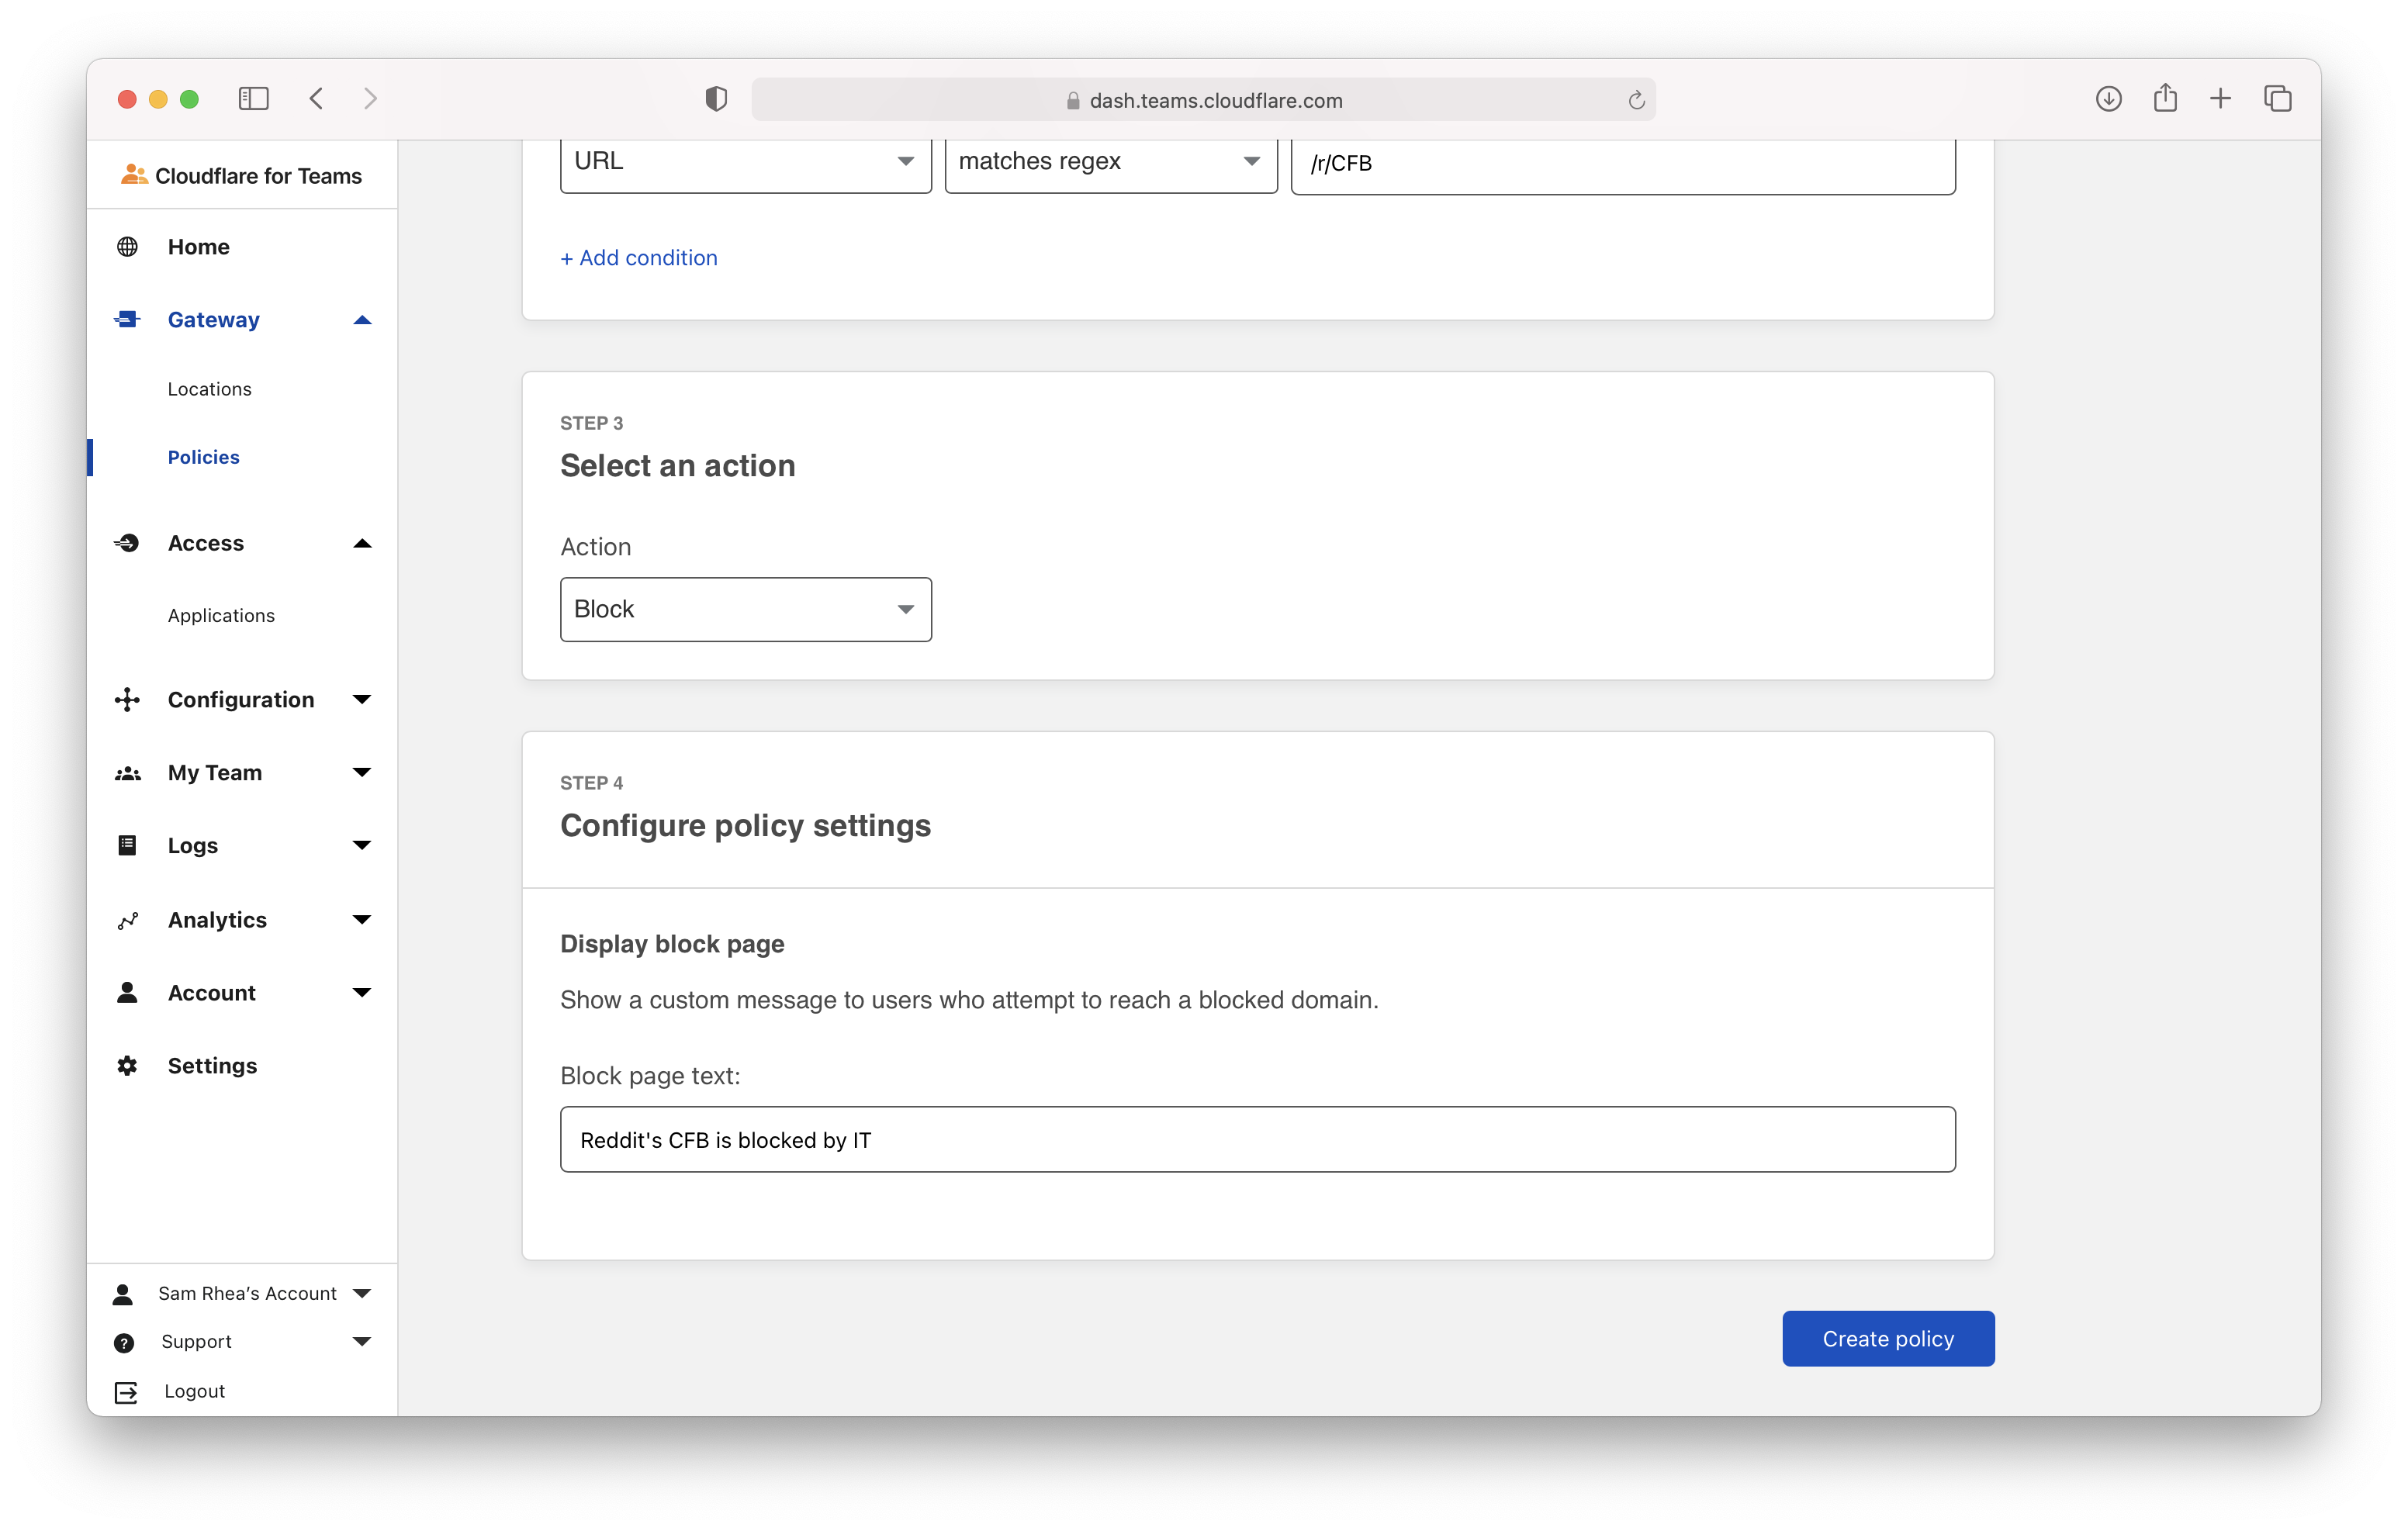 dash.teams.cloudflare.com
Cloudflare for Teams
Home
Gateway
Locations
Policies
Access
Applications
Configuration
My Team
Logs
Analytics
Account
Settings
Sam Rhea’s Account
Support
Logout
URL
matches regex
/r/CFB
+ Add condition
STEP 3
Select an action
Action
Block
STEP 4
Configure policy settings
Display block page
Show a custom message to users who attempt to reach a blocked domain.
Block page text:
Reddit's CFB is blocked by IT
Create policy